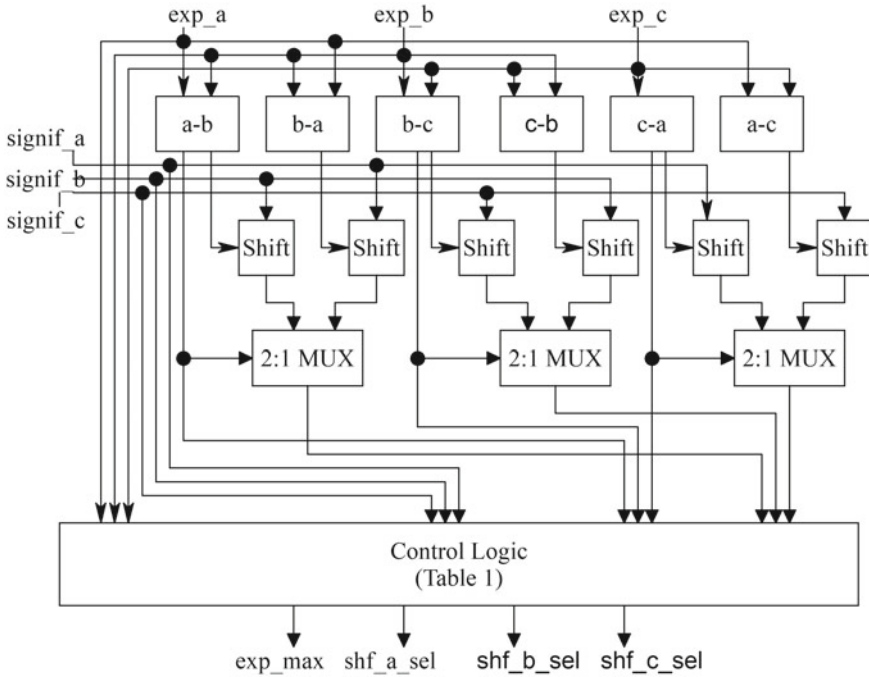 exp_a exp_b exp_c
a-b b-a b-c c-b c-a a-c
signif_a
signif_b
signif_c
Shift Shift Shift Shift Shift Shift
2:1 MUX 2:1 MUX 2:1 MUX
Control Logic
(Table 1)
exp_max shf_a_sel shf_b_sel shf_c_sel